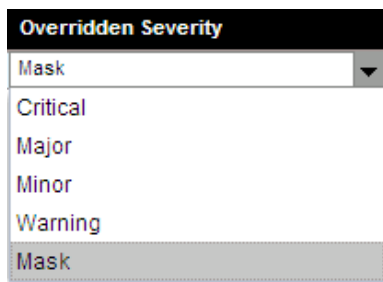 Overridden Severity
Mask
Critical
Major
Minor
Warning
Mask